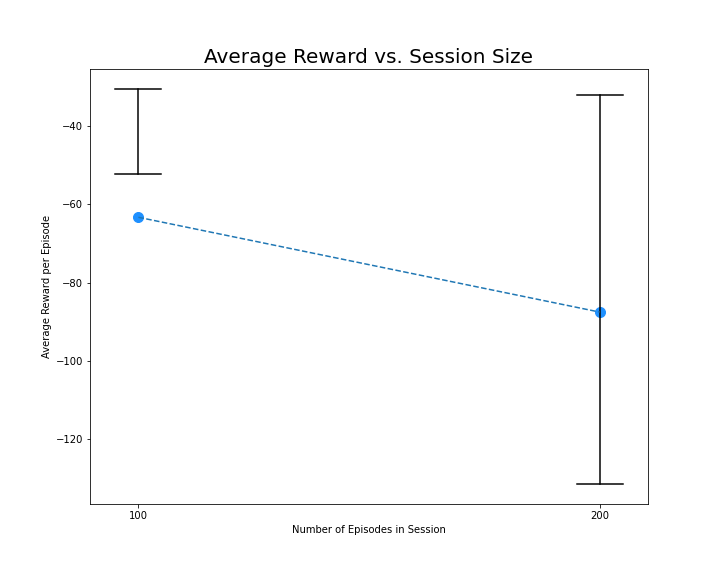 Average Reward vs. Session Size
−40
−60
−80
−100
−120
Average Reward per Episode
100
200
Number of Episodes in Session